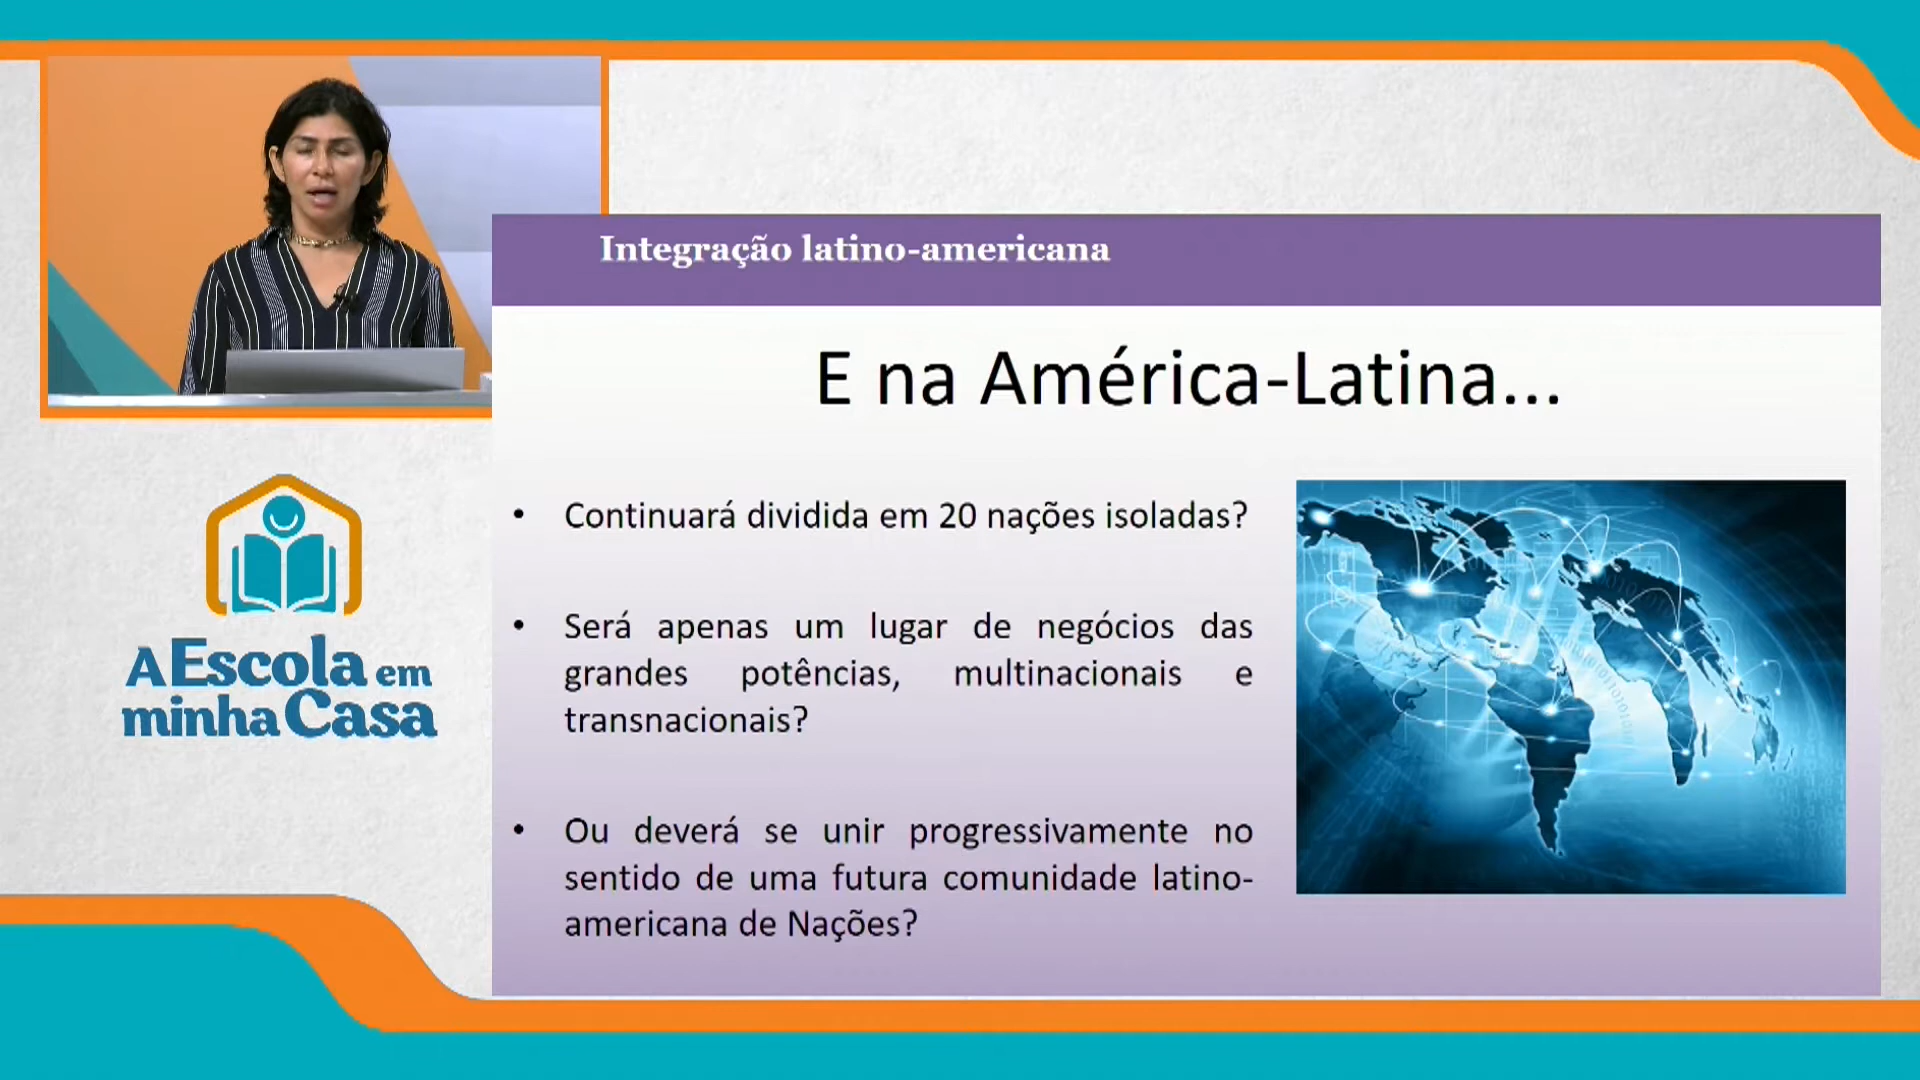 Integração latino-americana
E na América-Latina...
• Continuará dividida em 20 nações isoladas?
• Será apenas um lugar de negócios das
grandes potências, multinacionais e
transnacionais?
• Ou deverá se unir progressivamente no
sentido de uma futura comunidade latino-
americana de Nações?
A Escola em
minha Casa